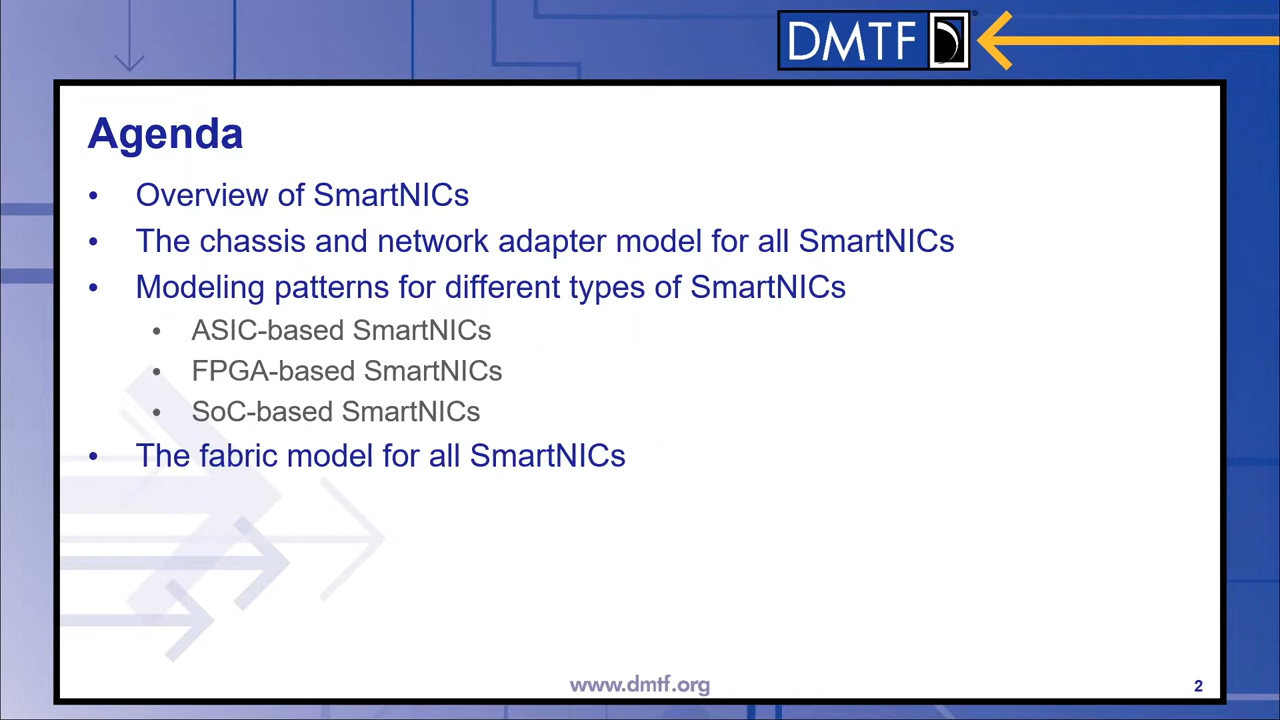 DMTF
Agenda
• Overview of SmartNICs
• The chassis and network adapter model for all SmartNICs
• Modeling patterns for different types of SmartNICs
• ASIC-based SmartNICs
• FPGA-based SmartNICs
• SoC-based SmartNICs
• The fabric model for all SmartNICs
www.dmtf.org
2